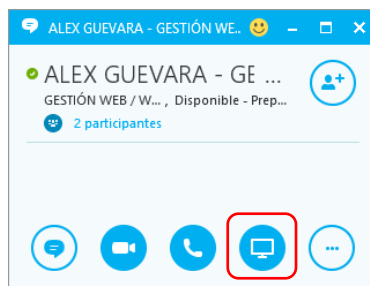 ALEX GUEVARA - GESTIÓN WE..
ALEX GUEVARA - GE ...
GESTIÓN WEB / W... , Disponible - Prep...
2 participantes